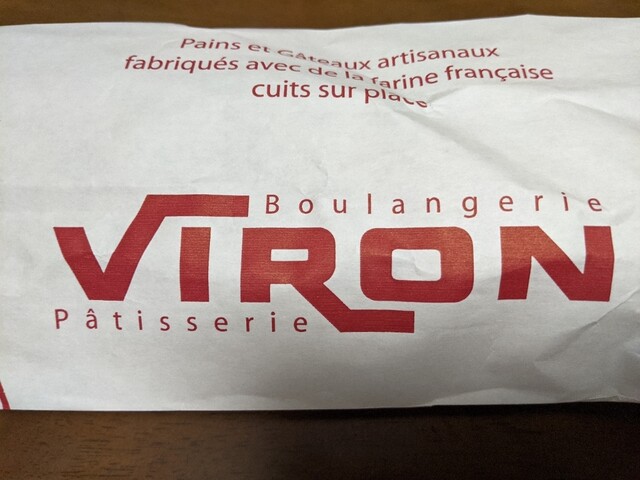 Pains et Gâteaux artisanaux
fabriqués avec de la farine française
cuits sur place
Boulangerie
VIRON
Pâtisserie